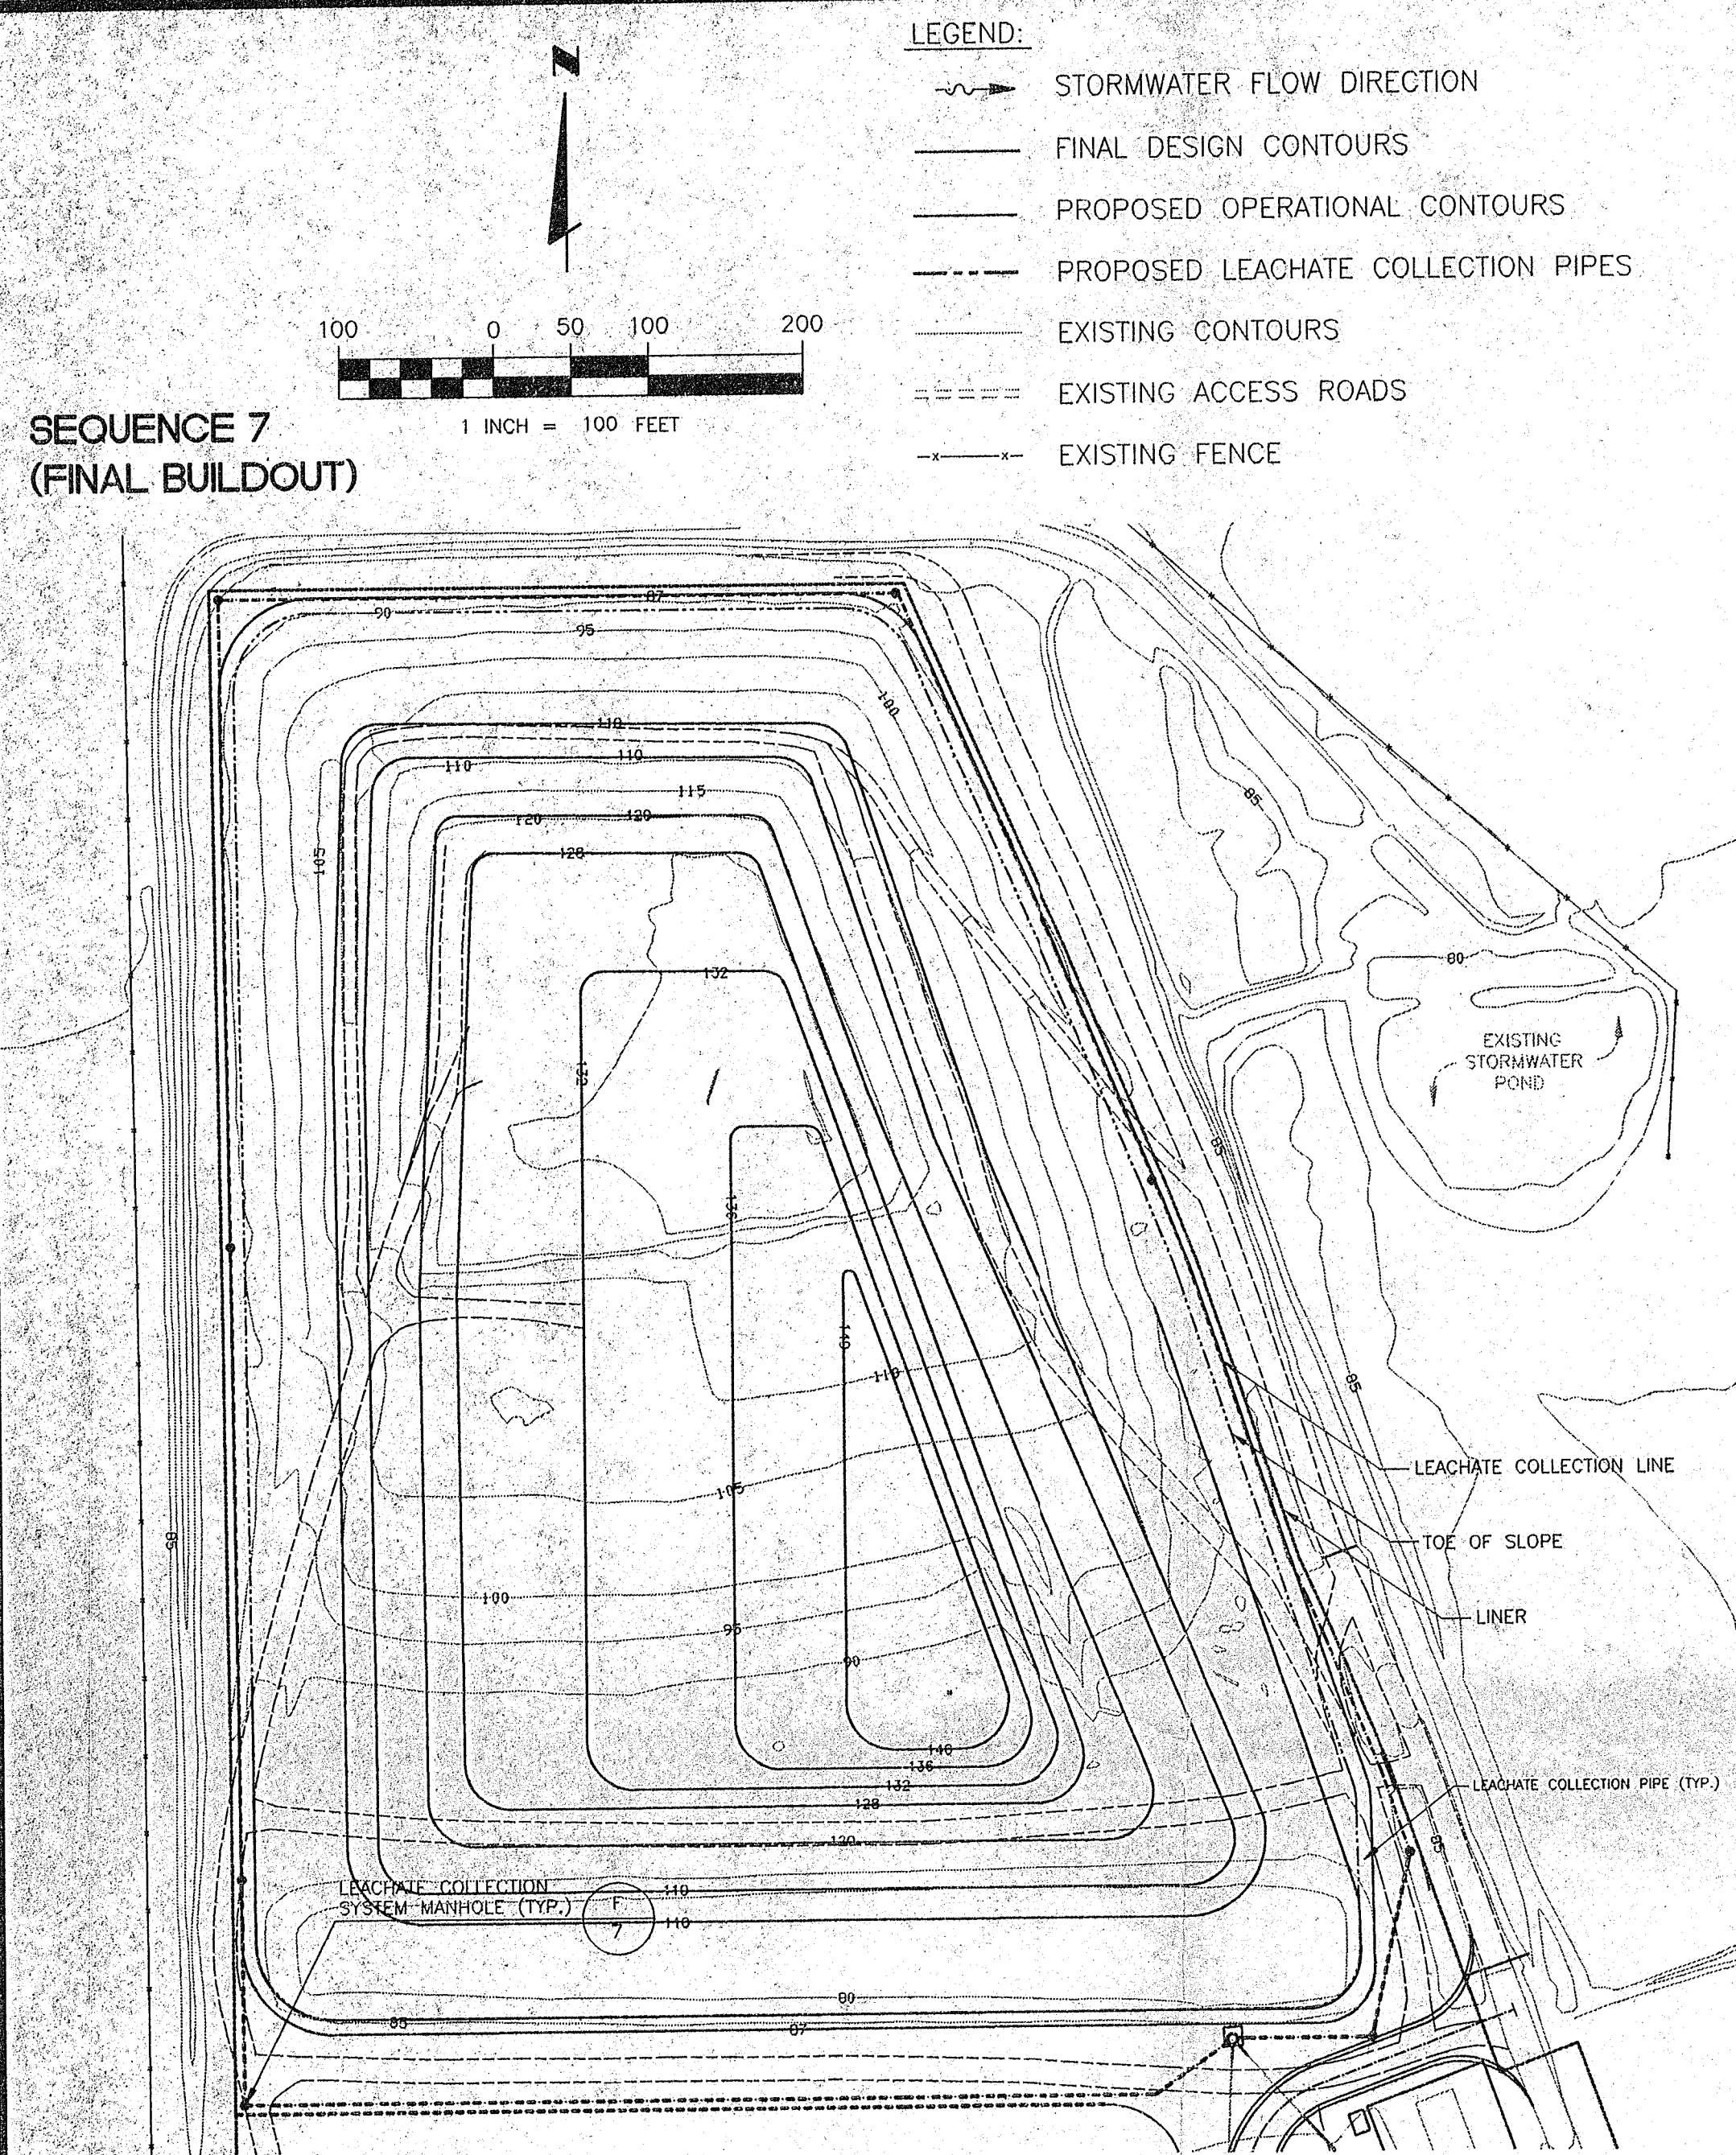 N
LEGEND:
STORMWATER FLOW DIRECTION
FINAL DESIGN CONTOURS
PROPOSED OPERATIONAL CONTOURS
PROPOSED LEACHATE COLLECTION PIPES
EXISTING CONTOURS
EXISTING ACCESS ROADS
EXISTING FENCE
100 0 50 100 200
1 INCH = 100 FEET
SEQUENCE 7
(FINAL BUILDOUT)
87
90
95
100
110
110
110
115
120
120
128
105
85
132
80
EXISTING
STORMWATER
POND
132
85
136
140
110
85
LEACHATE COLLECTION LINE
105
TOE OF SLOPE
85
100
LINER
95
90
140
136
132
LEACHATE COLLECTION PIPE (TYP.)
128
120
85
LEACHATE COLLECTION
SYSTEM MANHOLE (TYP.)
F
7
110
110
80
85
87